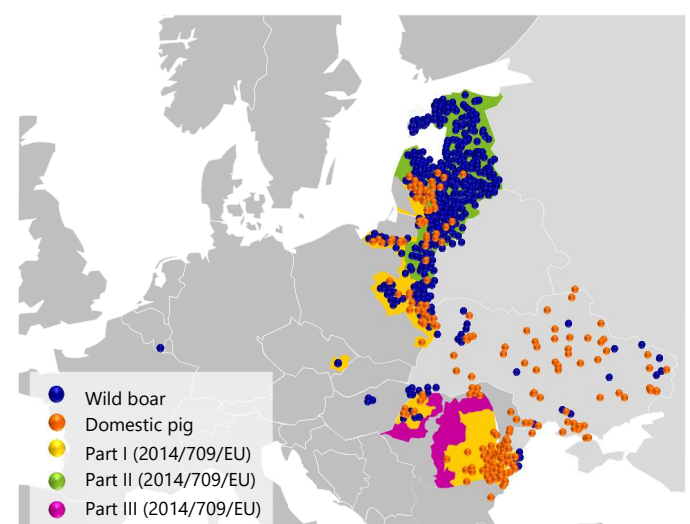 Wild boar
Domestic pig
Part I (2014/709/EU)
Part II (2014/709/EU)
Part III (2014/709/EU)